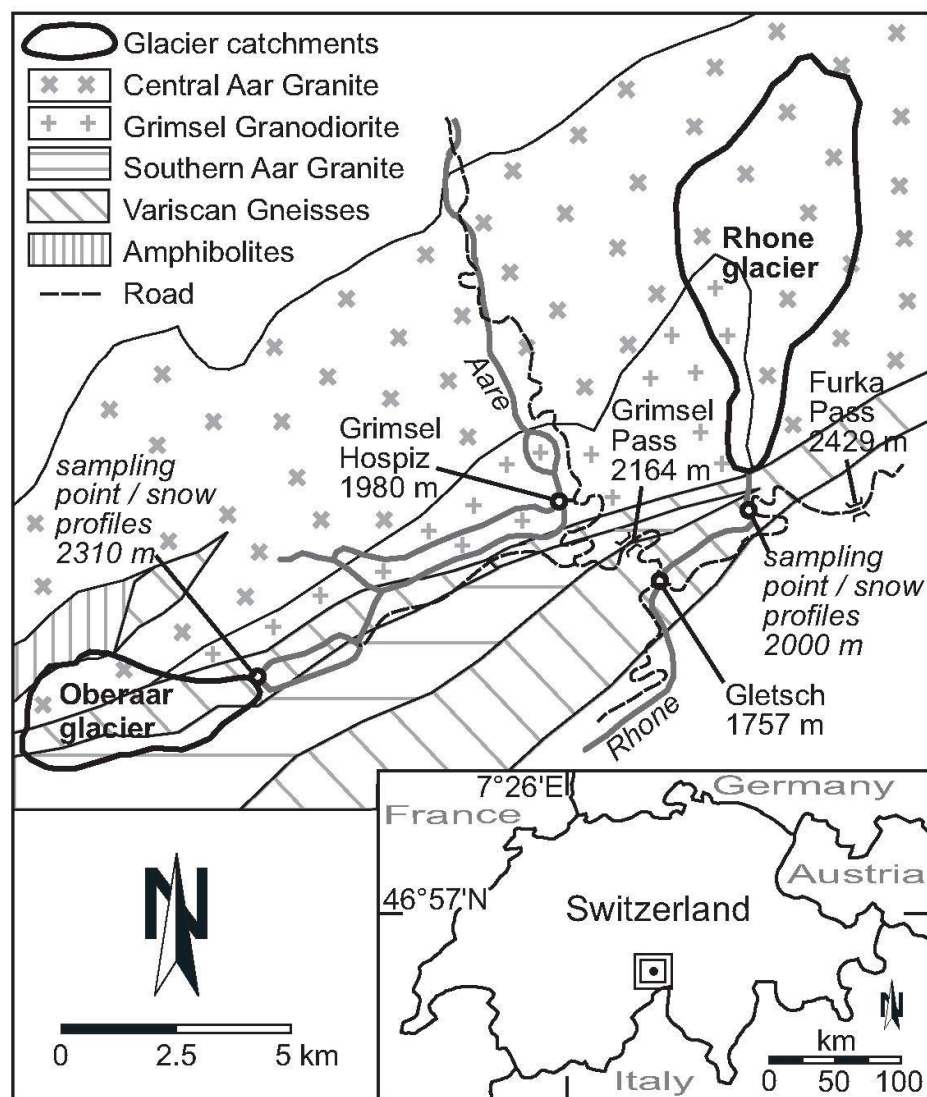 Glacier catchments
Central Aar Granite
Grimsel Granodiorite
Southern Aar Granite
Variscan Gneisses
Amphibolites
Road
Rhone
glacier
Aare
Furka
Pass
2429 m
Grimsel
Pass
2164 m
Grimsel
Hospiz
1980 m
sampling
point / snow
profiles
2310 m
sampling
point / snow
profiles
2000 m
Oberaar
glacier
Gletsch
1757 m
Rhone
N
0 2.5 5 km
7°26'E
Germany
France
Austria
46°57'N
Switzerland
N
km
0 50 100
Italy